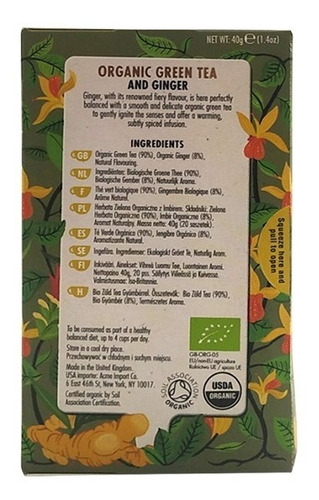 NET WT: 40g e (1.4oz)
ORGANIC GREEN TEA
AND GINGER
Ginger, with its renowned fiery flavour, is here perfectly
balanced with a smooth and delicate organic green tea
to gently ignite the senses and offer a warming,
subtly spiced infusion.
INGREDIENTS
GB Organic Green Tea (90%), Organic Ginger (8%),
Natural Flavouring.
NL Ingrediënten: Biologische Groene Thee (90%),
Biologische Gember (8%), Natuurlijk Aroma.
F Thé vert biologique (90%), Gingembre Biologique (8%),
Arôme Naturel.
PL Herbata Zielona Organiczna z Imbirem. Składniki: Zielona
Herbata Organiczna (90%), Imbir Organiczny (8%),
Aromat Naturalny. Masa netto: 40g (20 saszetek).
ES Té Verde Orgánico (90%), Jengibre Orgánico (8%),
Aromatizante Natural.
SE Ingefära. Ingredienser: Ekologiskt Grönt Te, Naturlig Arom.
FI Inkivääri. Ainekset: Vihreä Luomu Tee, Luontainen Aromi.
Nettopaino 40g, 20 pss. Säilytys Viileässä ja Kuivassa.
Valmistusmaa: Iso-Britannia.
H Bio Zöld Tea Gyömbérrel. Összetevők: Bio Zöld Tea (90%),
Bio Gyömbér (8%), Természetes Aroma.
Squeeze here and
pull to open
To be consumed as part of a healthy
balanced diet, up to 4 cups per day.
Store in a cool dry place.
Przechowywać w chłodnym i suchym miejscu.
Made in the United Kingdom.
USA importer: Acme Import Co.
6 East 46th St, New York, NY 10017.
Certified organic by Soil
Association Certification.
GB-ORG-05
EU/non-EU agriculture
Rolnictwo UE / spoza UE
SOIL ASSOCIATION
ORGANIC
USDA
ORGANIC